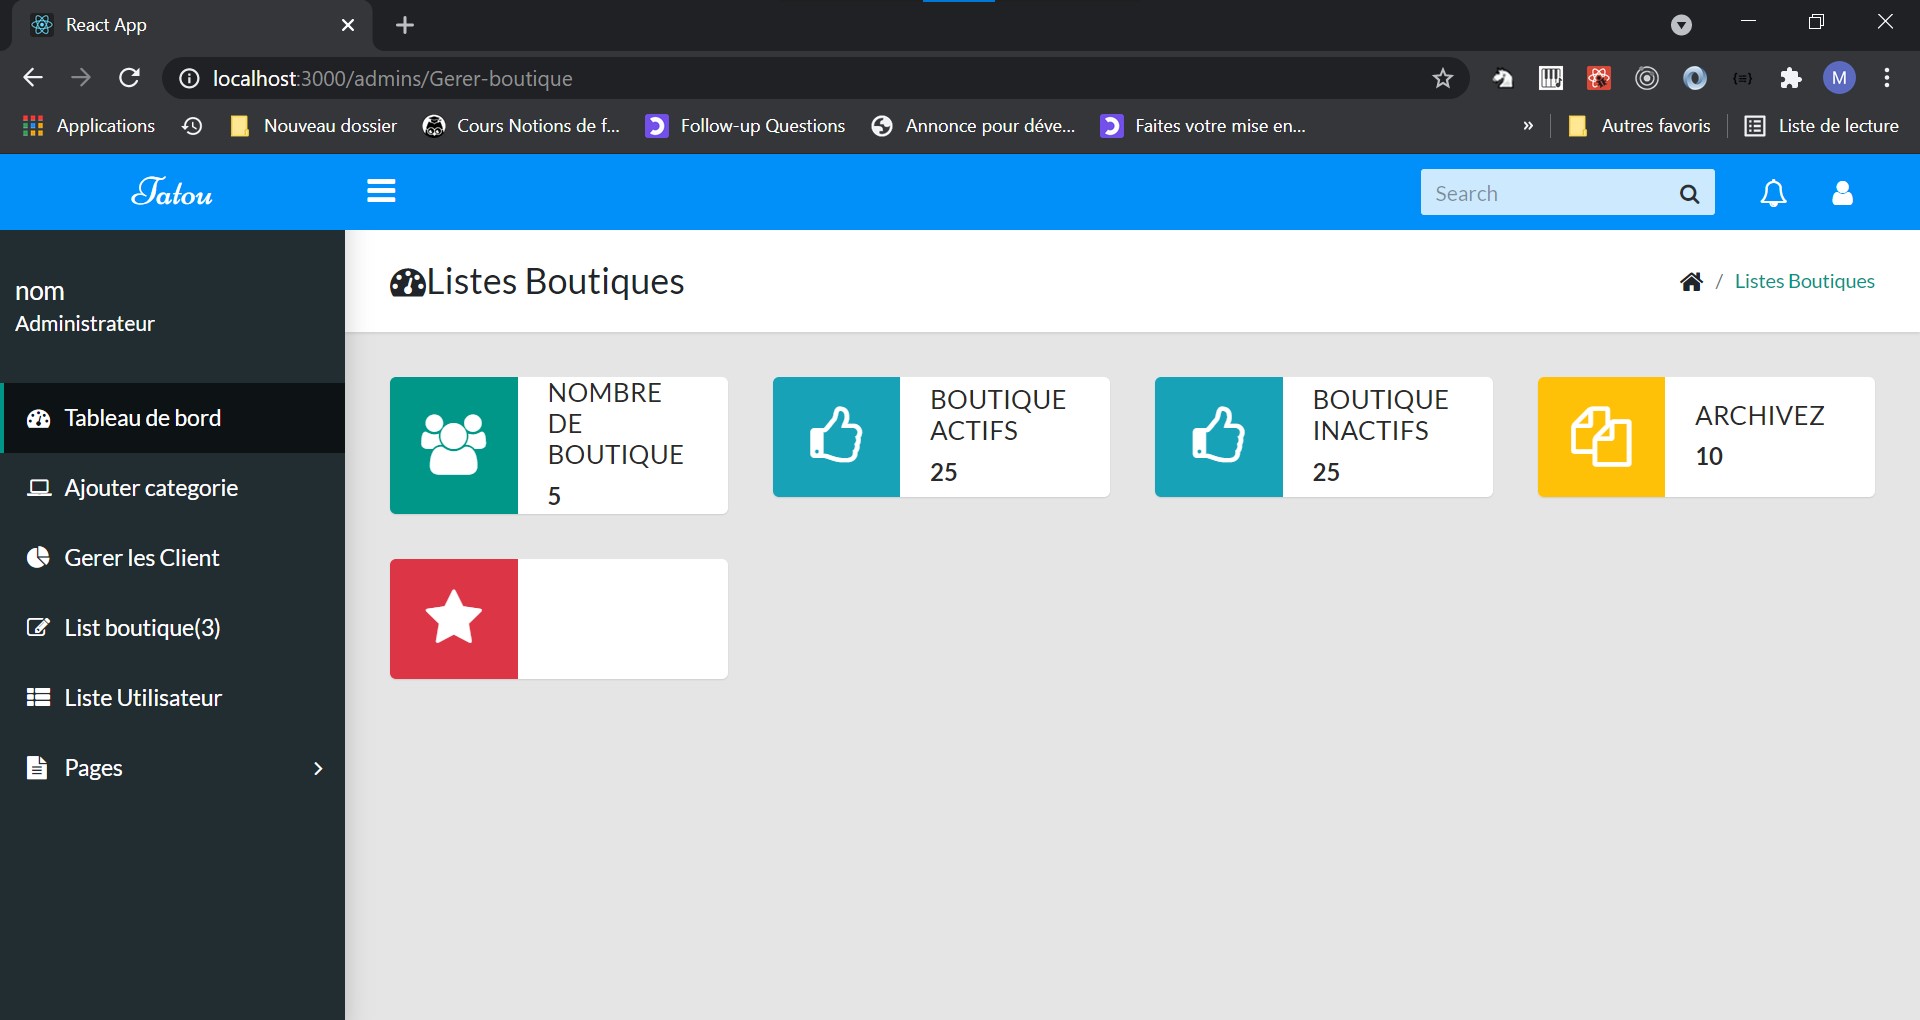 React App
localhost:3000/admins/Gerer-boutique
M
Applications
Nouveau dossier
Cours Notions de f...
Follow-up Questions
Annonce pour déve...
Faites votre mise en...
»
Autres favoris
Liste de lecture
Tatou
Search
nom
Administrateur
Listes Boutiques
/ Listes Boutiques
Tableau de bord
Ajouter categorie
Gerer les Client
List boutique(3)
Liste Utilisateur
Pages
NOMBRE
DE
BOUTIQUE
5
BOUTIQUE
ACTIFS
25
BOUTIQUE
INACTIFS
25
ARCHIVEZ
10